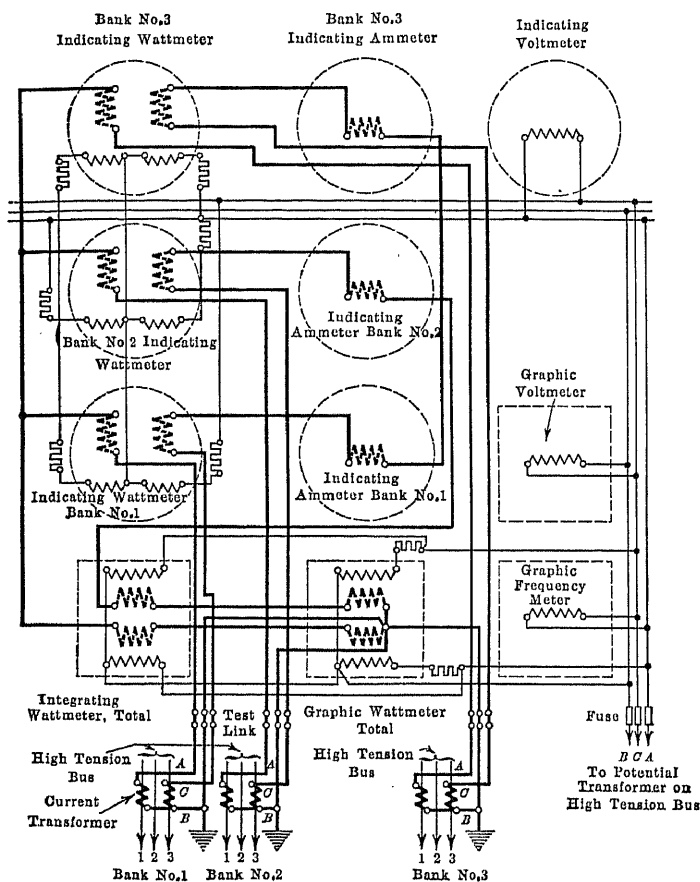 Bank No.3
Indicating Wattmeter
Bank No.3
Indicating Ammeter
Indicating
Voltmeter
Bank No.2 Indicating
Wattmeter
Indicating
Ammeter Bank No.2
Graphic
Voltmeter
Indicating Wattmeter
Bank No.1
Indicating
Ammeter Bank No.1
Graphic
Frequency
Meter
Integrating
Wattmeter, Total
Test
Link
Graphic Wattmeter
Total
Fuse
High Tension
Bus
A
A
High Tension
Bus
A
B C A
To Potential
Transformer on
High Tension Bus
Current
Transformer
C
B
C
B
C
B
1 2 3
Bank No.1
1 2 3
Bank No.2
1 2 3
Bank No.3